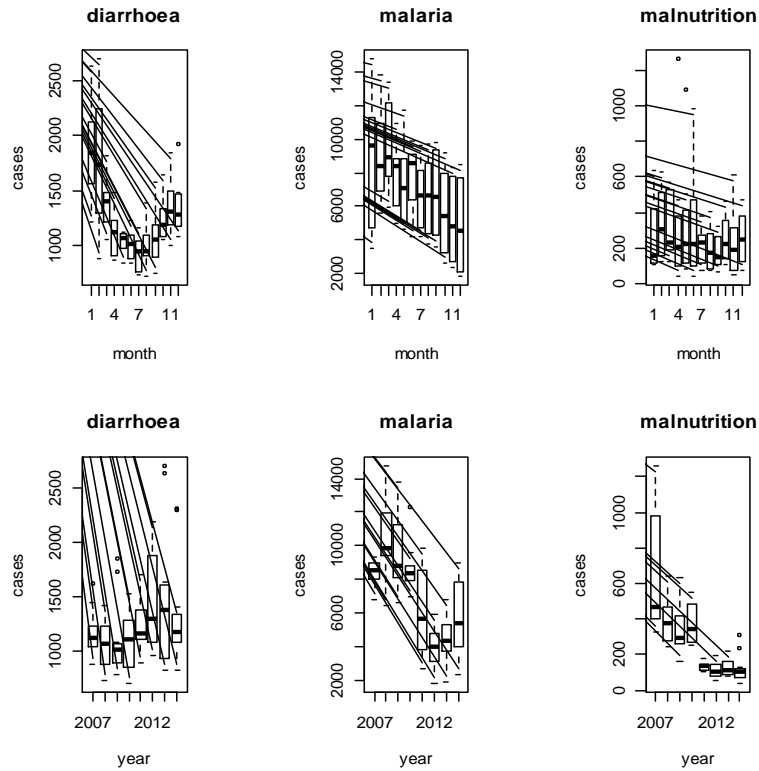 diarrhoea
malaria
malnutrition
cases
1000 1500 2000 2500
1 4 7 11
month
cases
2000 6000 10000 14000
1 4 7 11
month
cases
0 200 600 1000
1 4 7 11
month
diarrhoea
malaria
malnutrition
cases
1000 1500 2000 2500
2007 2012
year
cases
2000 6000 10000 14000
2007 2012
year
cases
0 200 600 1000
2007 2012
year